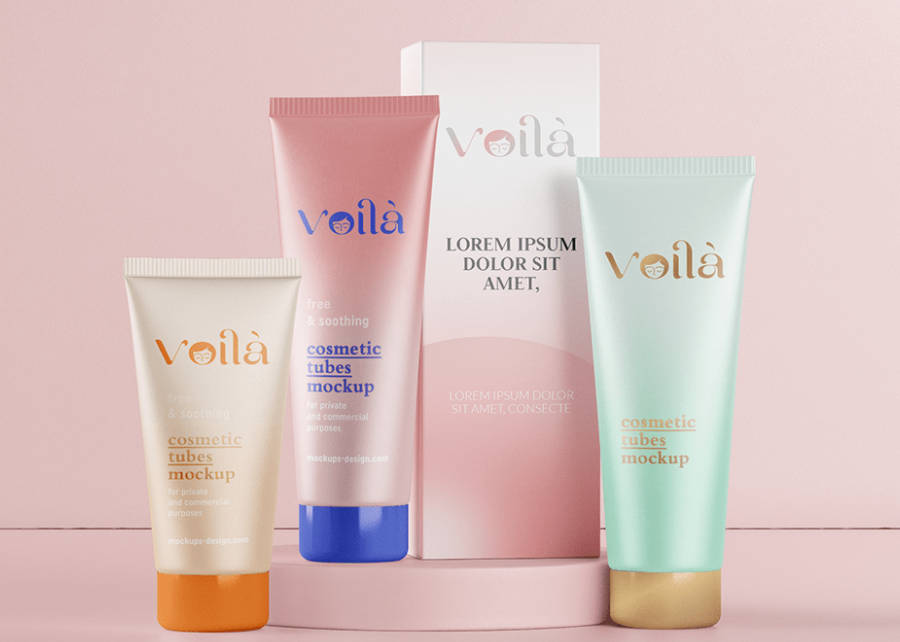 voilà
free
& soothing
cosmetic
tubes
mockup
for private
and commercial
purposes
mockups-design.com
voilà
free
& soothing
cosmetic
tubes
mockup
For private
and commercial
purposes.
mockups-design.com
voilà
LOREM IPSUM
DOLOR SIT
AMET,
LOREM IPSUM DOLOR
SIT AMET, CONSECTE
voilà
cosmetic
tubes
mockup